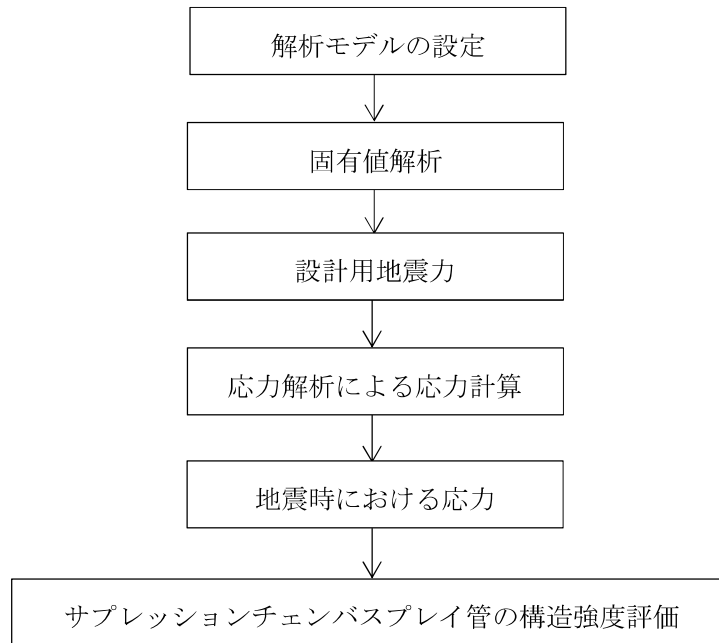 解析モデルの設定
固有値解析
設計用地震力
応力解析による応力計算
地震時における応力
サプレッションチェンバスプレイ管の構造強度評価